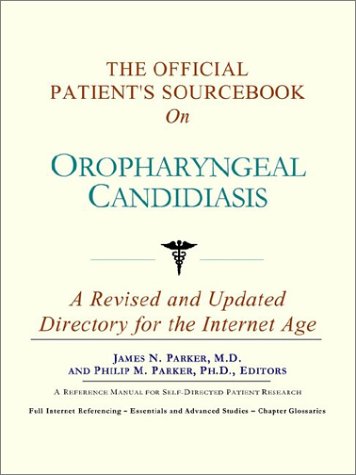 THE OFFICIAL
PATIENT'S SOURCEBOOK
On
OROPHARYNGEAL
CANDIDIASIS
A Revised and Updated
Directory for the Internet Age
JAMES N. PARKER, M.D.
AND PHILIP M. PARKER, PH.D., EDITORS
A REFERENCE MANUAL FOR SELF-DIRECTED PATIENT RESEARCH
Full Internet Referencing – Essentials and Advanced Studies – Chapter Glossaries